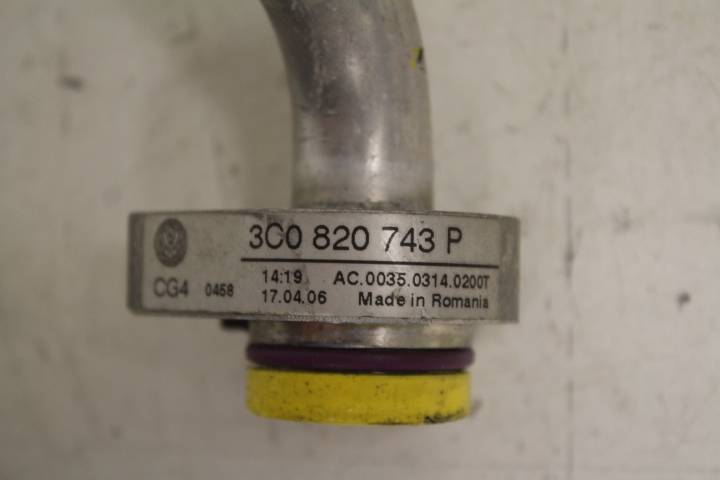 3C0 820 743 P
CG4 0458 14:19 AC.0035.0314.0200T
17.04.06 Made in Romania